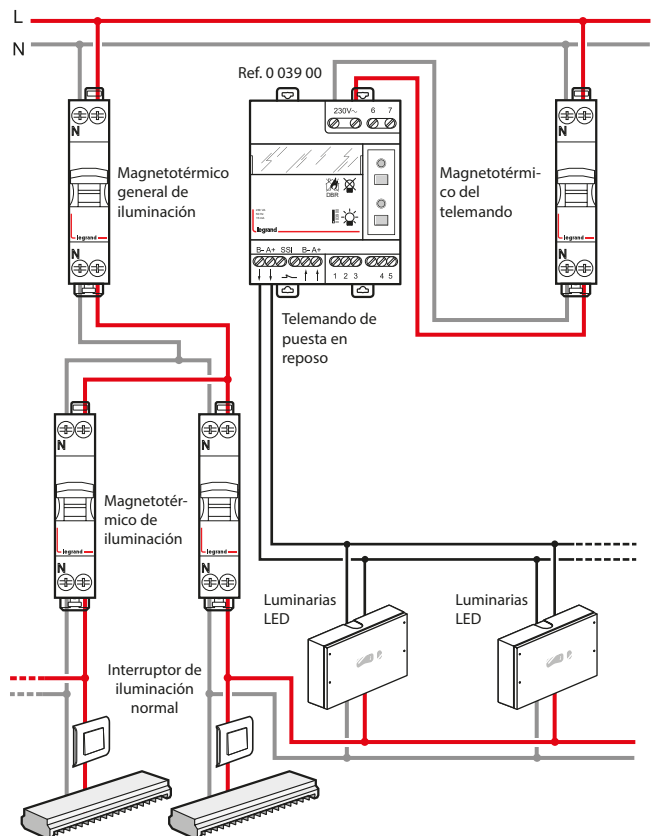 L
N
Ref. 0 039 00
230V~ 6 7
N
Magnetotérmico
general de
iluminación
DBR
Magnetotérmi-
co del
telemando
N
legrand
legrand
legrand
N
B- A+ SSI B- A+
1 2 3 4 5
N
Telemando de
puesta en
reposo
N
N
Magnetotér-
mico de
iluminación
legrand
legrand
N
N
Luminarias
LED
Luminarias
LED
Interruptor de
iluminación
normal